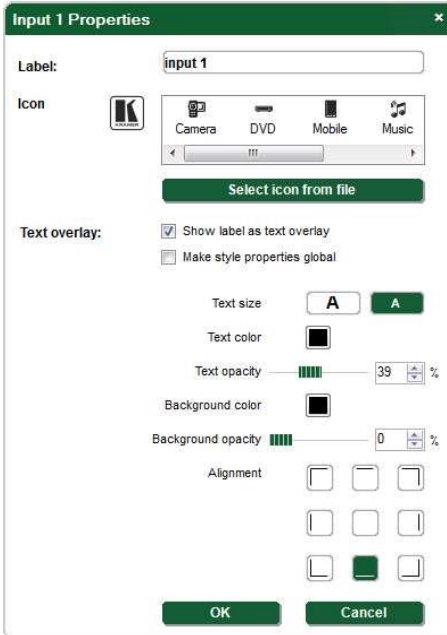 Input 1 Properties ×
Label: input 1
Icon
KRAMER
Camera DVD Mobile Music
Select icon from file
Text overlay: Show label as text overlay
Make style properties global
Text size A A
Text color
Text opacity 39 %
Background color
Background opacity 0 %
Alignment
OK Cancel